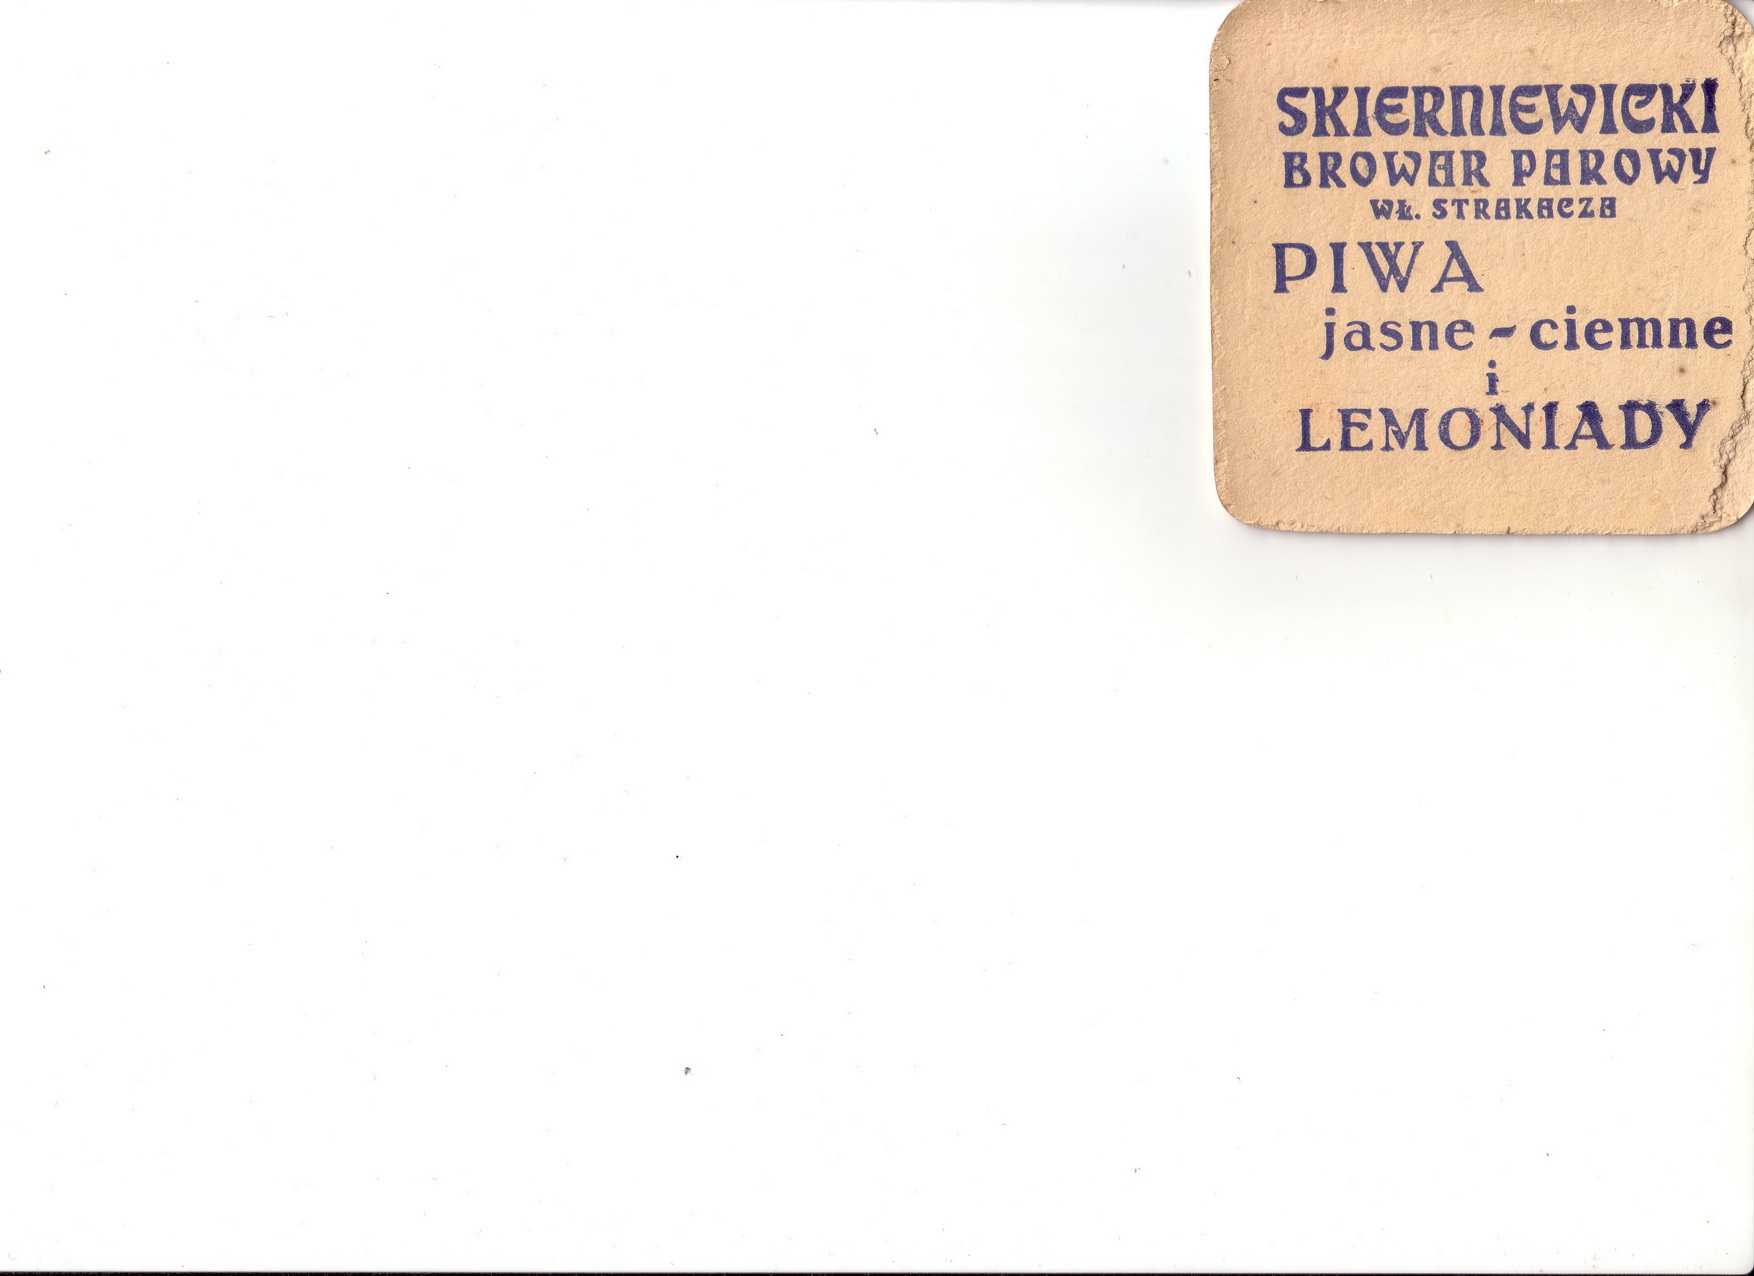 SKIERNIEWICKI
BROWAR PAROWY
WŁ. STRAKACZA
PIWA
jasne - ciemne
i
LEMONIADY